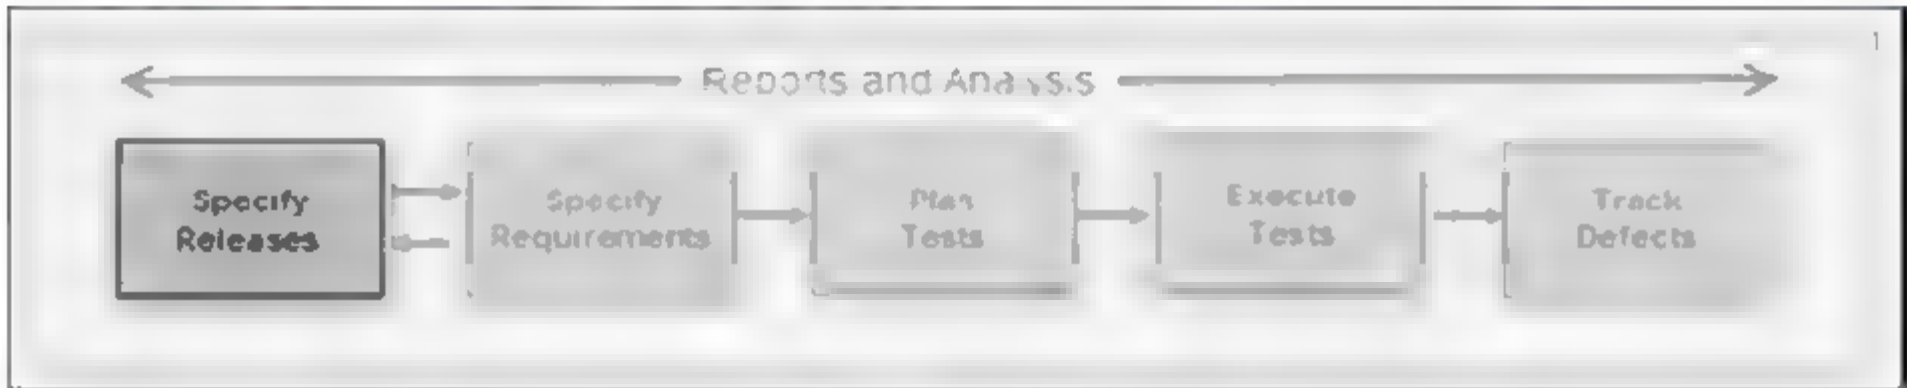 Reports and Analysis
Specify
Releases
Specify
Requirements
Plan
Tests
Execute
Tests
Track
Defects